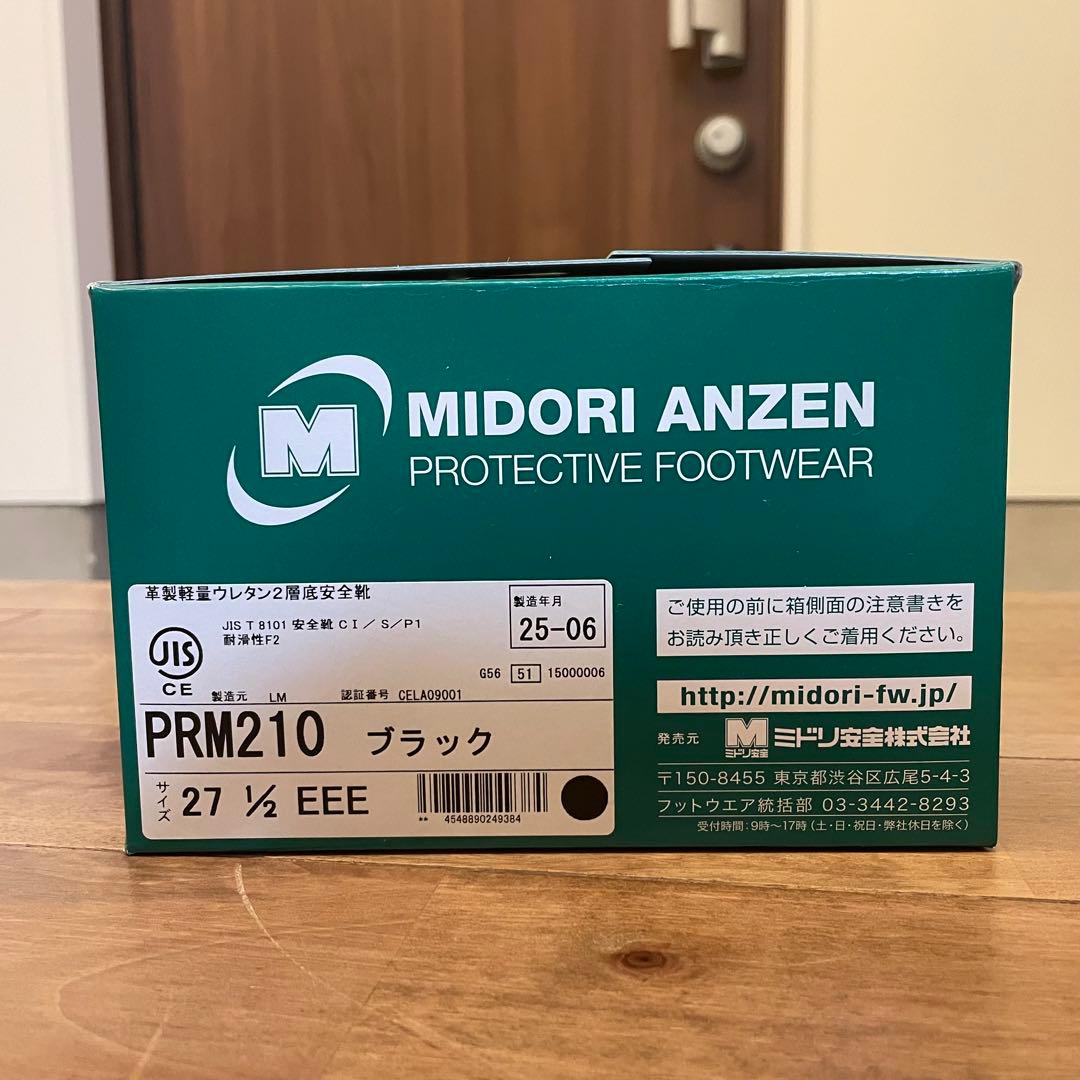 M
MIDORI ANZEN
PROTECTIVE FOOTWEAR
革製軽量ウレタン2層底安全靴
JIS T 8101 安全靴 CI／S／P1
耐滑性F2
JIS
CE
製造年月
25-06
G56 51 15000006
製造元 LM 認証番号 CELA09001
PRM210 ブラック
サイズ 27 ½ EEE
** 4548890249384
ご使用の前に箱側面の注意書きを
お読み頂き正しくご着用ください。
http://midori-fw.jp/
発売元 M ミドリ安全 ミドリ安全株式会社
〒150-8455 東京都渋谷区広尾5-4-3
フットウエア統括部 03-3442-8293
受付時間：9時〜17時（土・日・祝日・弊社休日を除く）